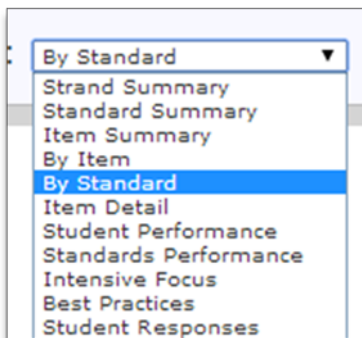 : By Standard ▼
Strand Summary
Standard Summary
Item Summary
By Item
By Standard
Item Detail
Student Performance
Standards Performance
Intensive Focus
Best Practices
Student Responses